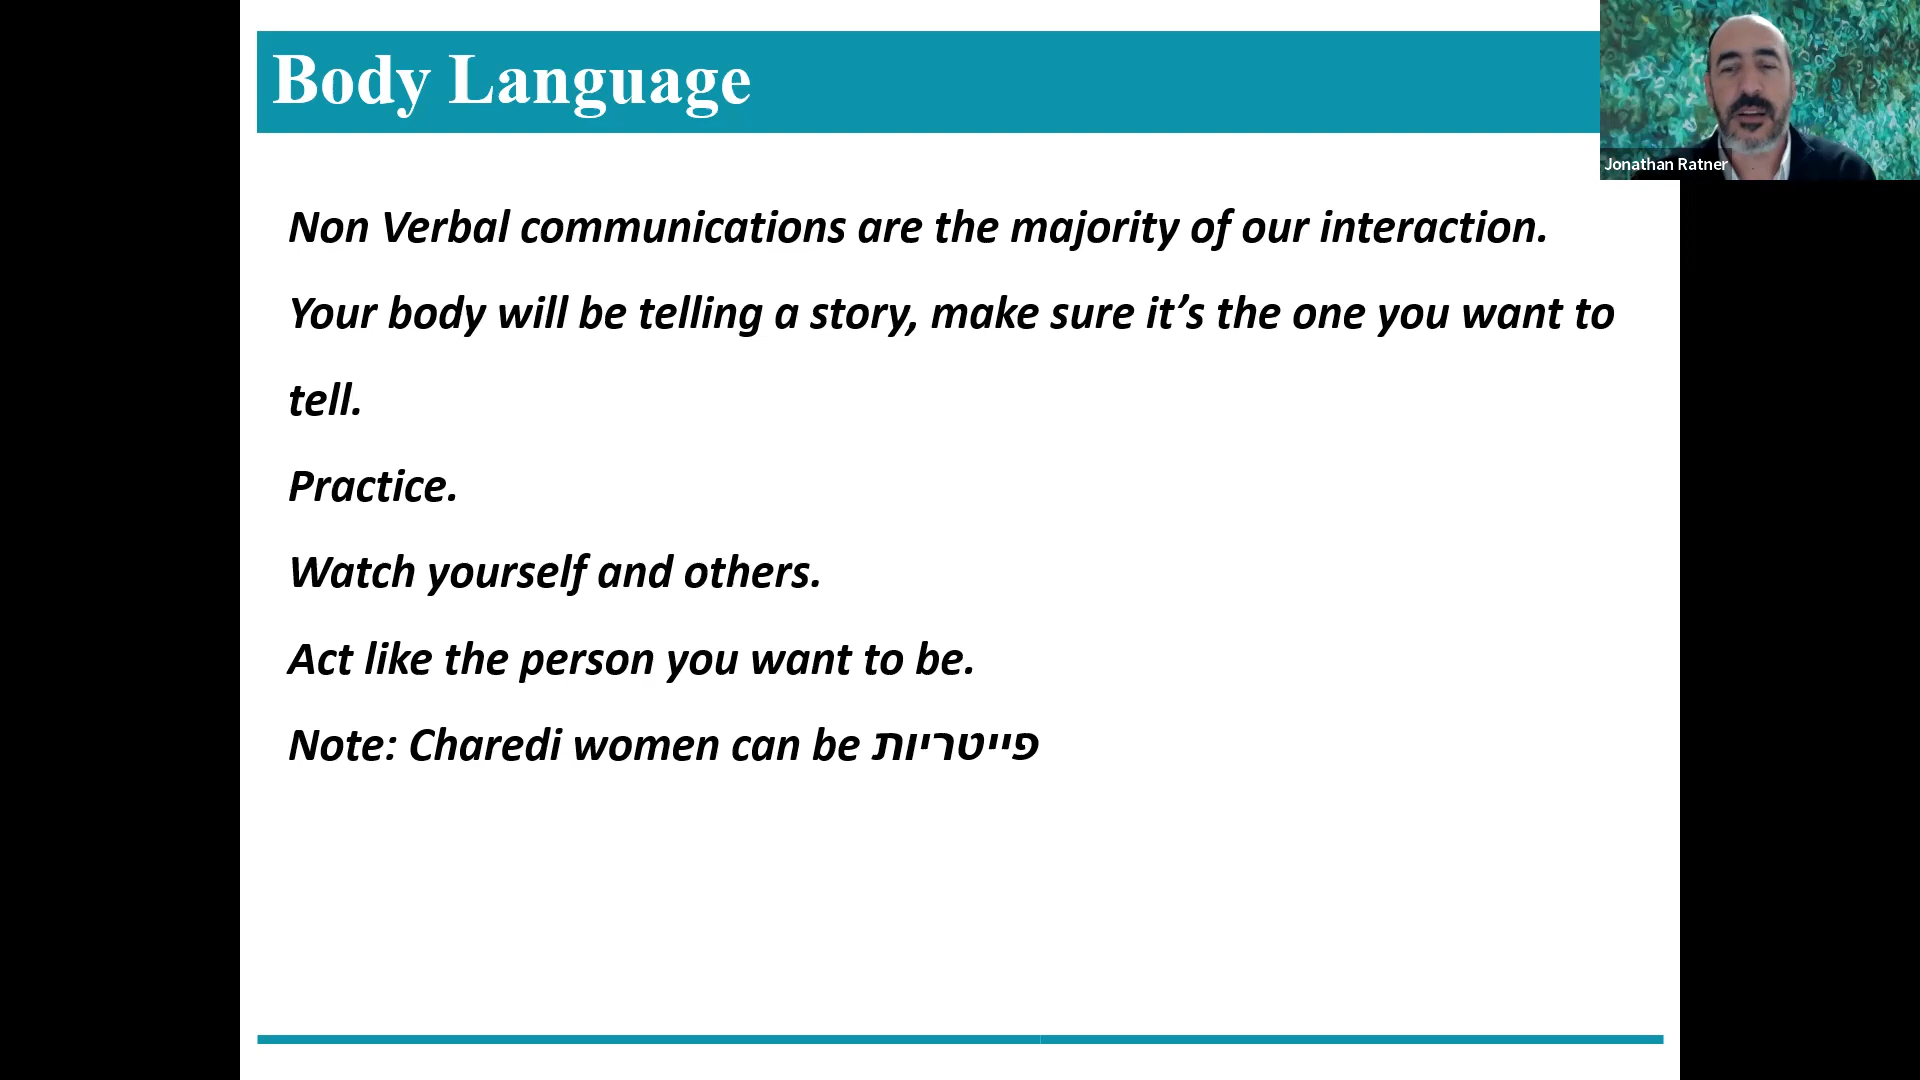 Body Language
Jonathan Ratner
Non Verbal communications are the majority of our interaction.
Your body will be telling a story, make sure it’s the one you want to
tell.
Practice.
Watch yourself and others.
Act like the person you want to be.
Note: Charedi women can be פייטריות